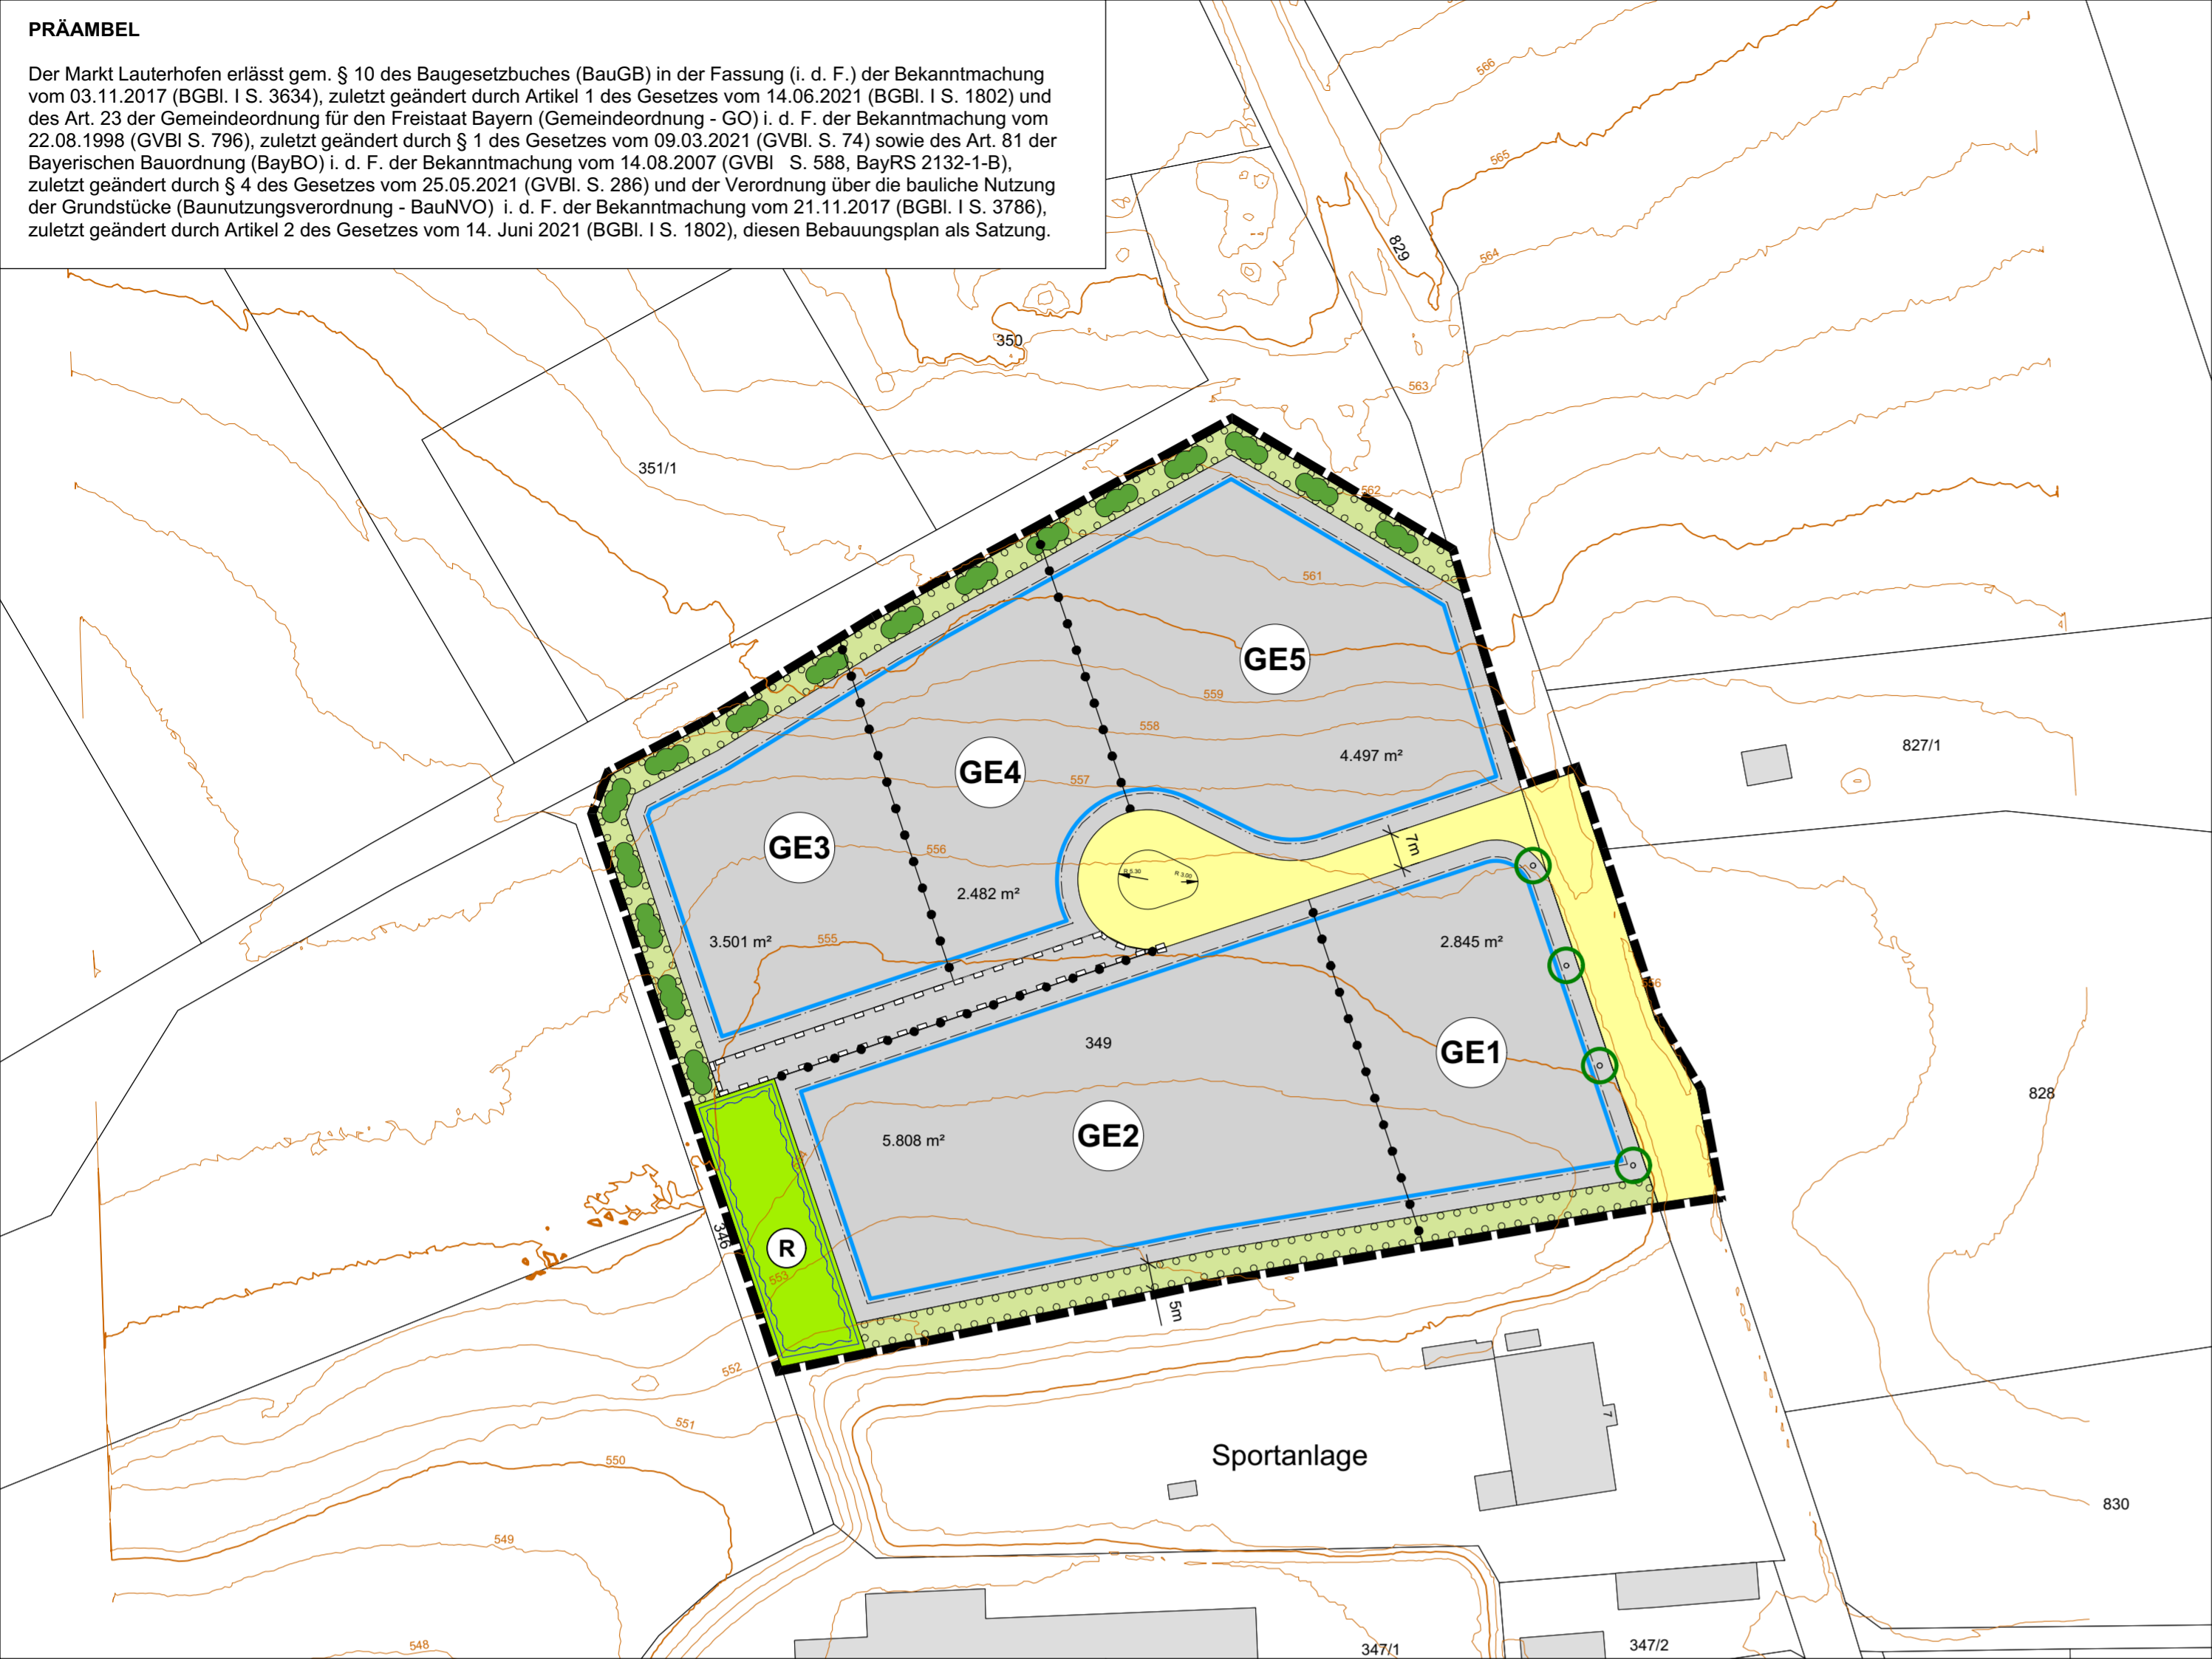 PRÄAMBEL
Der Markt Lauterhofen erlässt gem. § 10 des Baugesetzbuches (BauGB) in der Fassung (i. d. F.) der Bekanntmachung
vom 03.11.2017 (BGBl. I S. 3634), zuletzt geändert durch Artikel 1 des Gesetzes vom 14.06.2021 (BGBl. I S. 1802) und
des Art. 23 der Gemeindeordnung für den Freistaat Bayern (Gemeindeordnung - GO) i. d. F. der Bekanntmachung vom
22.08.1998 (GVBl S. 796), zuletzt geändert durch § 1 des Gesetzes vom 09.03.2021 (GVBl. S. 74) sowie des Art. 81 der
Bayerischen Bauordnung (BayBO) i. d. F. der Bekanntmachung vom 14.08.2007 (GVBl   S. 588, BayRS 2132-1-B),
zuletzt geändert durch § 4 des Gesetzes vom 25.05.2021 (GVBl. S. 286) und der Verordnung über die bauliche Nutzung
der Grundstücke (Baunutzungsverordnung - BauNVO)  i. d. F. der Bekanntmachung vom 21.11.2017 (BGBl. I S. 3786),
zuletzt geändert durch Artikel 2 des Gesetzes vom 14. Juni 2021 (BGBl. I S. 1802), diesen Bebauungsplan als Satzung.
566
565
829
564
350
563
351/1
562
561
GE5
559
558
4.497 m²
827/1
GE4
557
GE3
556
7m
R 5.30
R 3.00
2.482 m²
3.501 m²
555
2.845 m²
556
349
GE1
828
GE2
5.808 m²
554
346
R
553
5m
552
551
7
Sportanlage
550
830
549
548
347/1
347/2